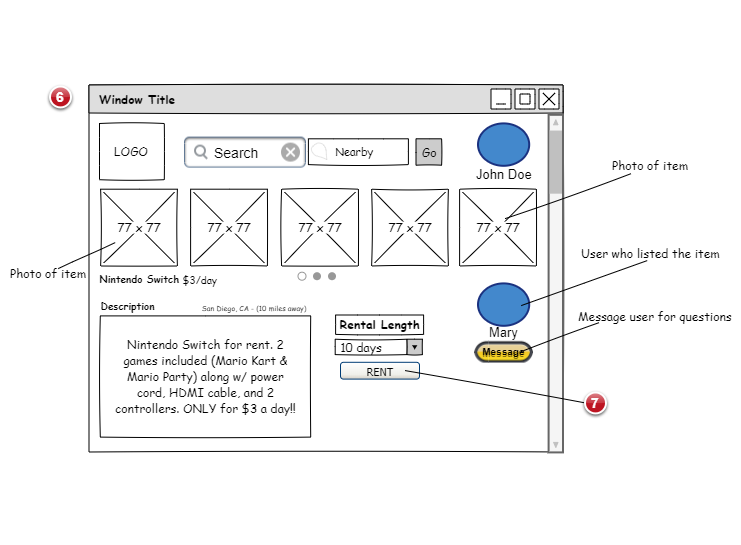 6
Window Title
LOGO
Search
Nearby
Go
John Doe
Photo of item
77 x 77
77 x 77
77 x 77
77 x 77
77 x 77
Photo of item
Nintendo Switch $3/day
User who listed the item
Description
San Diego, CA - (10 miles away)
Nintendo Switch for rent. 2
games included (Mario Kart &
Mario Party) along w/ power
cord, HDMI cable, and 2
controllers. ONLY for $3 a day!!
Rental Length
10 days
RENT
Mary
Message
Message user for questions
7